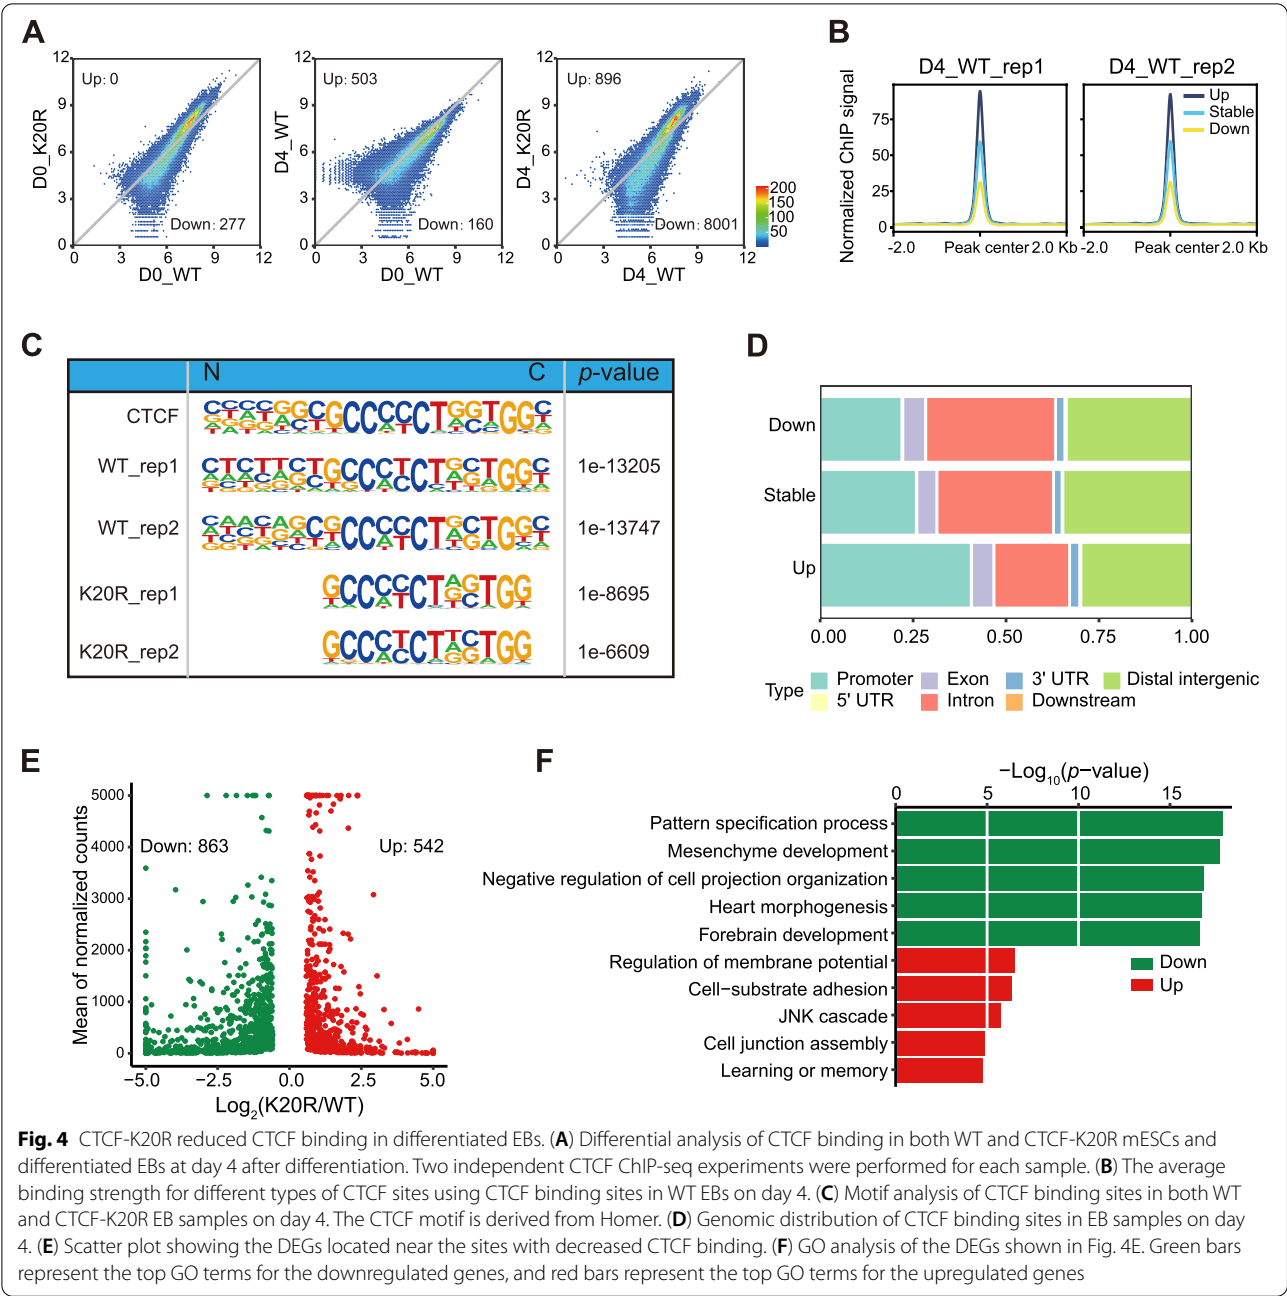 A
12
9
6
3
0
D0_K20R
Up: 0
Down: 277
0 3 6 9 12
D0_WT
D4_WT
Up: 503
Down: 160
0 3 6 9 12
D0_WT
12
9
6
3
0
D4_K20R
Up: 896
Down: 8001
0 3 6 9 12
D4_WT
200
150
100
50
B
D4_WT_rep1 D4_WT_rep2
Normalized ChIP signal
75
50
25
0
Up
Stable
Down
-2.0 Peak center 2.0 Kb -2.0 Peak center 2.0 Kb
C
N C p-value
CTCF
WT_rep1 1e-13205
WT_rep2 1e-13747
K20R_rep1 1e-8695
K20R_rep2 1e-6609
D
Down
Stable
Up
0.00 0.25 0.50 0.75 1.00
Type Promoter Exon 3' UTR Distal intergenic
5' UTR Intron Downstream
E
Mean of normalized counts
5000
4000
3000
2000
1000
0
Down: 863 Up: 542
−5.0 −2.5 0.0 2.5 5.0
Log2(K20R/WT)
F
−Log10(p−value)
0 5 10 15
Pattern specification process
Mesenchyme development
Negative regulation of cell projection organization
Heart morphogenesis
Forebrain development
Regulation of membrane potential
Cell−substrate adhesion
JNK cascade
Cell junction assembly
Learning or memory
Down
Up
Fig. 4 CTCF-K20R reduced CTCF binding in differentiated EBs. (A) Differential analysis of CTCF binding in both WT and CTCF-K20R mESCs and
differentiated EBs at day 4 after differentiation. Two independent CTCF ChIP-seq experiments were performed for each sample. (B) The average
binding strength for different types of CTCF sites using CTCF binding sites in WT EBs on day 4. (C) Motif analysis of CTCF binding sites in both WT
and CTCF-K20R EB samples on day 4. The CTCF motif is derived from Homer. (D) Genomic distribution of CTCF binding sites in EB samples on day
4. (E) Scatter plot showing the DEGs located near the sites with decreased CTCF binding. (F) GO analysis of the DEGs shown in Fig. 4E. Green bars
represent the top GO terms for the downregulated genes, and red bars represent the top GO terms for the upregulated genes